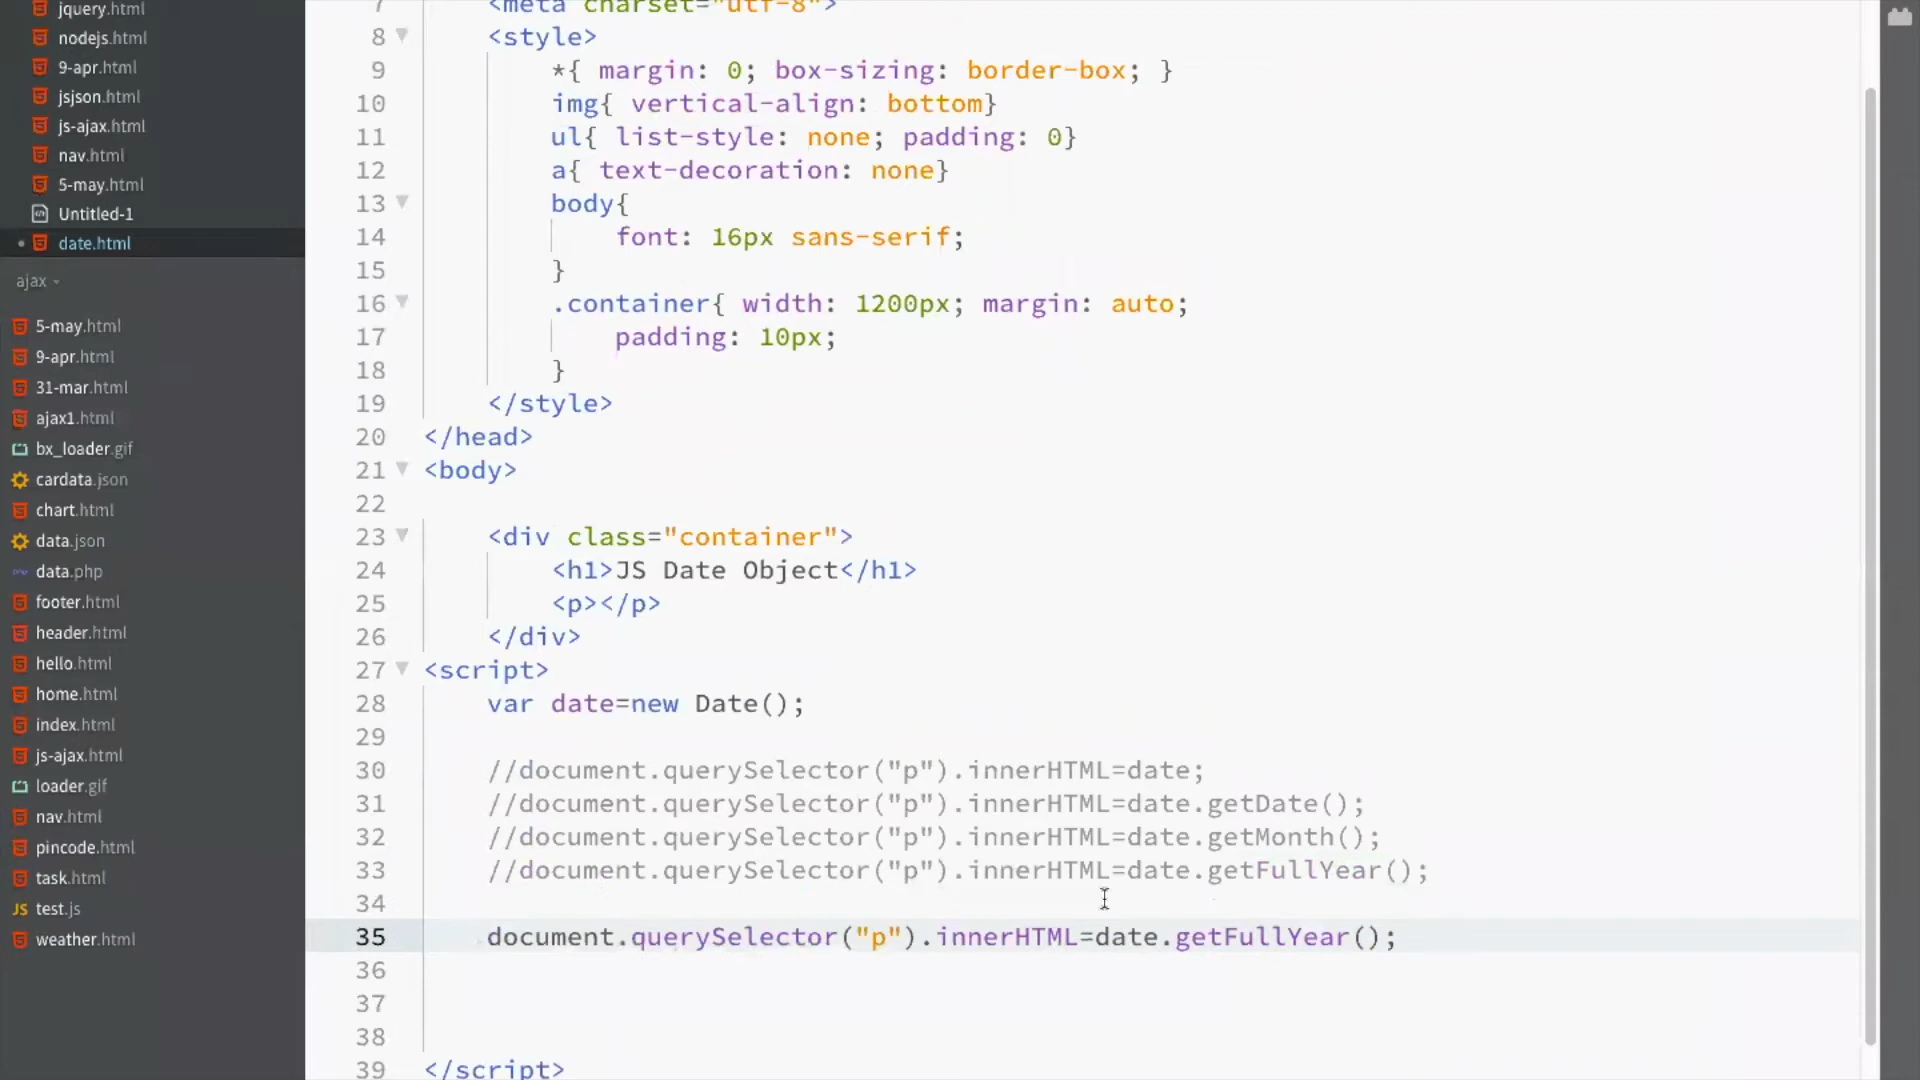 jquery.html
nodejs.html
9-apr.html
jsjson.html
js-ajax.html
nav.html
5-may.html
Untitled-1
date.html
ajax
5-may.html
9-apr.html
31-mar.html
ajax1.html
bx_loader.gif
cardata.json
chart.html
data.json
data.php
footer.html
header.html
hello.html
home.html
index.html
js-ajax.html
loader.gif
nav.html
pincode.html
task.html
JS test.js
weather.html
7 <meta charset="utf-8">
8 <style>
9 *{ margin: 0; box-sizing: border-box; }
10 img{ vertical-align: bottom}
11 ul{ list-style: none; padding: 0}
12 a{ text-decoration: none}
13 body{
14 font: 16px sans-serif;
15 }
16 .container{ width: 1200px; margin: auto;
17 padding: 10px;
18 }
19 </style>
20 </head>
21 <body>
22
23 <div class="container">
24 <h1>JS Date Object</h1>
25 <p></p>
26 </div>
27 <script>
28 var date=new Date();
29
30 //document.querySelector("p").innerHTML=date;
31 //document.querySelector("p").innerHTML=date.getDate();
32 //document.querySelector("p").innerHTML=date.getMonth();
33 //document.querySelector("p").innerHTML=date.getFullYear();
34
35 document.querySelector("p").innerHTML=date.getFullYear();
36
37
38
39 </script>